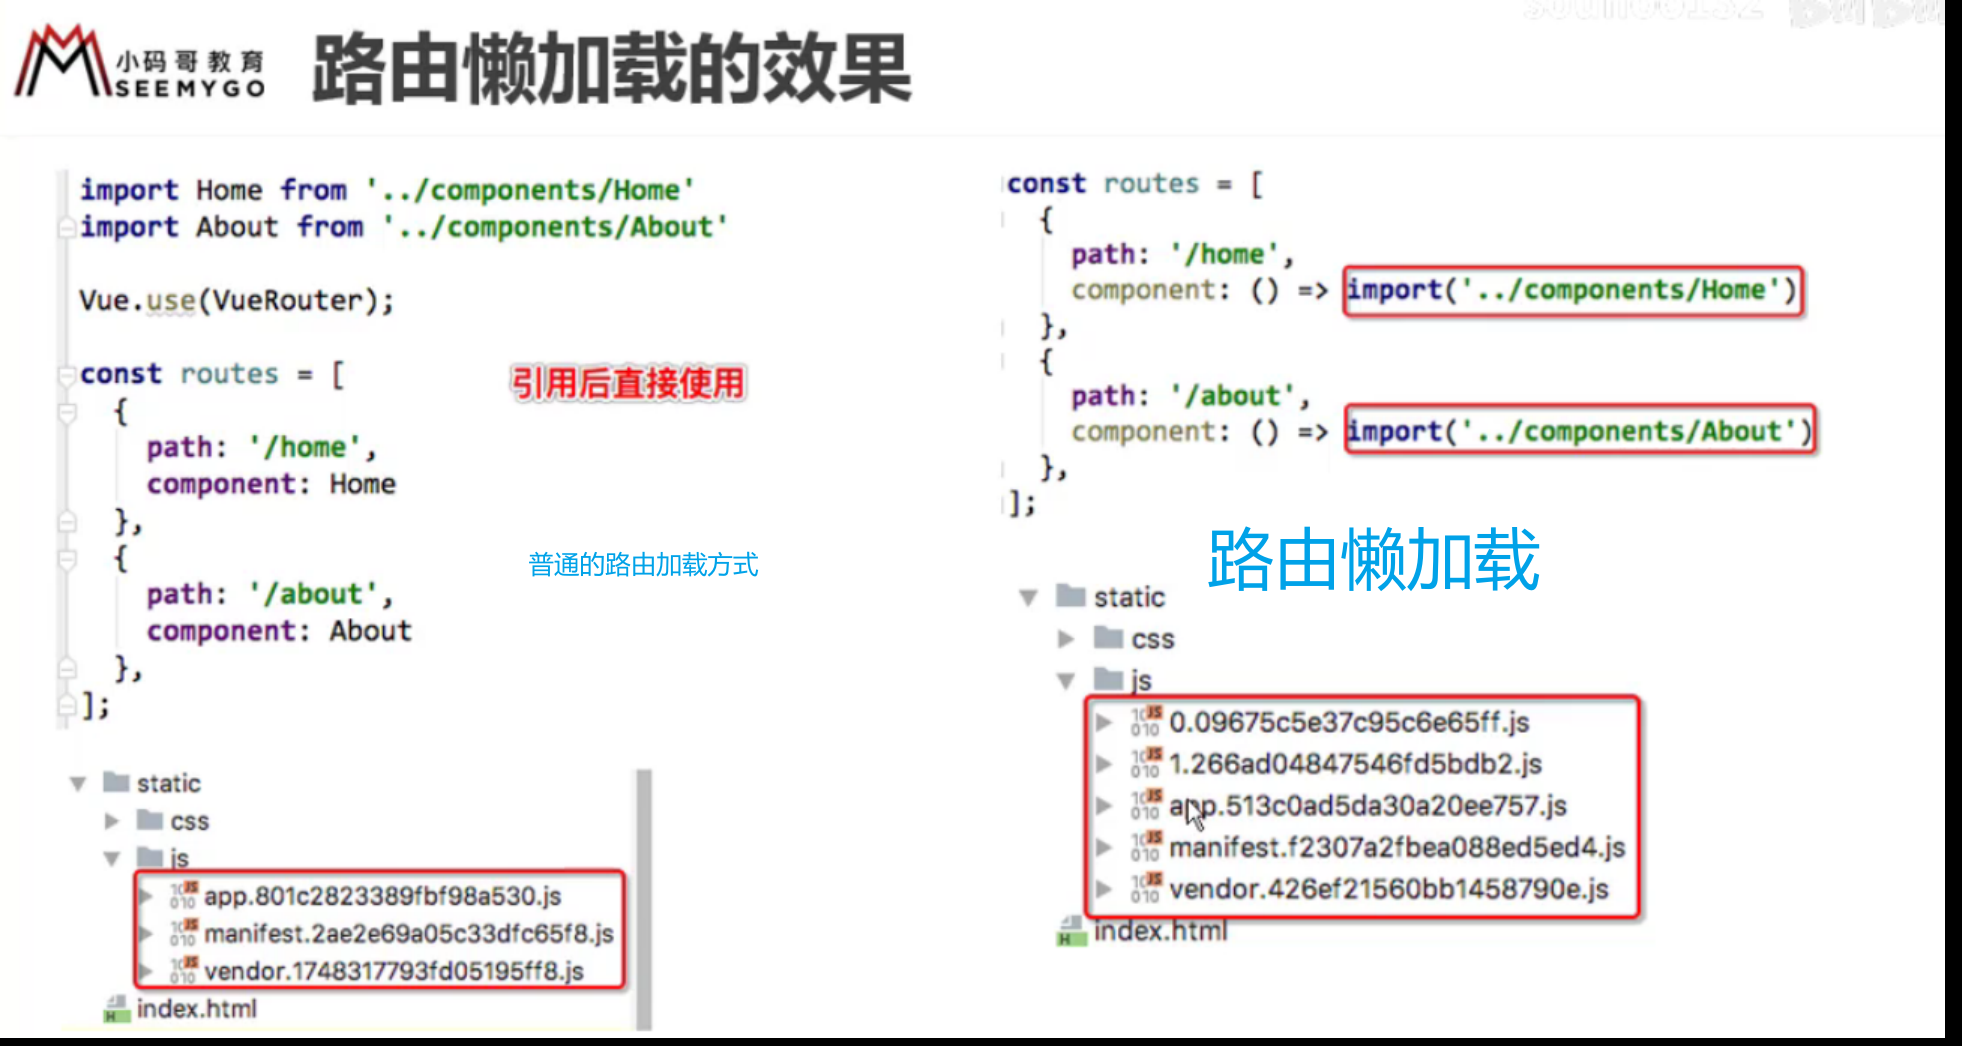 小码哥教育
SEEMYGO
路由懒加载的效果
import Home from '../components/Home'
import About from '../components/About'
Vue.use(VueRouter);
const routes = [
引用后直接使用
{
path: '/home',
component: Home
},
{
普通的路由加载方式
path: '/about',
component: About
},
];
static
css
js
app.801c2823389fbf98a530.js
manifest.2ae2e69a05c33dfc65f8.js
vendor.1748317793fd05195ff8.js
index.html
const routes = [
{
path: '/home',
component: () => import('../components/Home')
},
{
path: '/about',
component: () => import('../components/About')
},
];
路由懒加载
static
css
js
0.09675c5e37c95c6e65ff.js
1.266ad04847546fd5bdb2.js
app.513c0ad5da30a20ee757.js
manifest.f2307a2fbea088ed5ed4.js
vendor.426ef21560bb1458790e.js
index.html